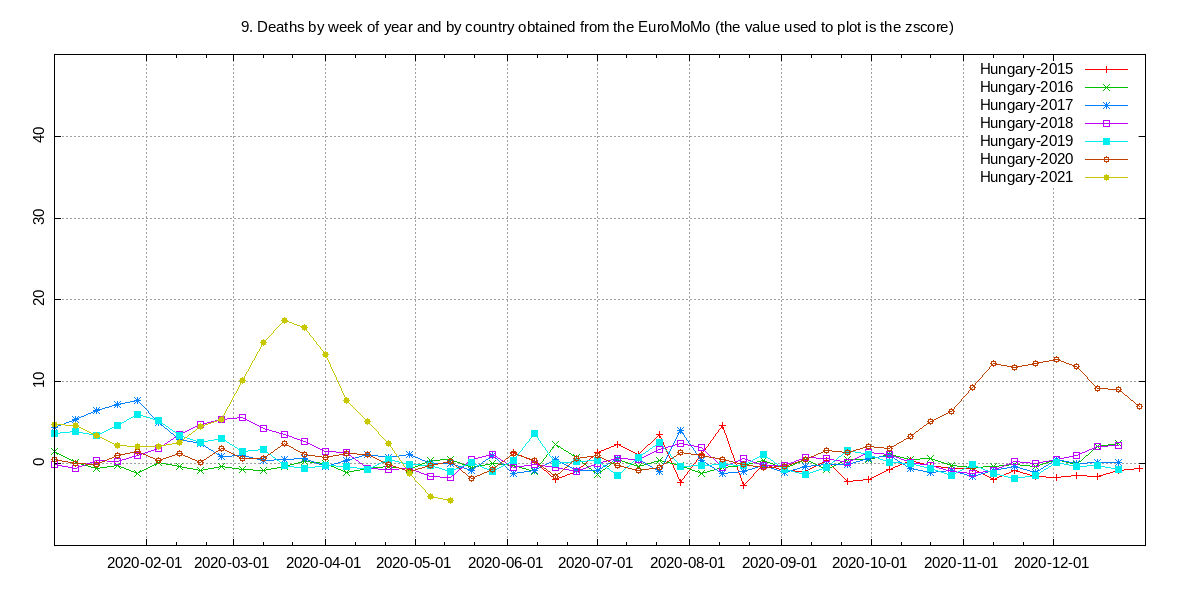 9. Deaths by week of year and by country obtained from the EuroMoMo (the value used to plot is the zscore)
Hungary-2015
Hungary-2016
Hungary-2017
Hungary-2018
Hungary-2019
Hungary-2020
Hungary-2021
40
30
20
10
0
2020-02-01 2020-03-01 2020-04-01 2020-05-01 2020-06-01 2020-07-01 2020-08-01 2020-09-01 2020-10-01 2020-11-01 2020-12-01